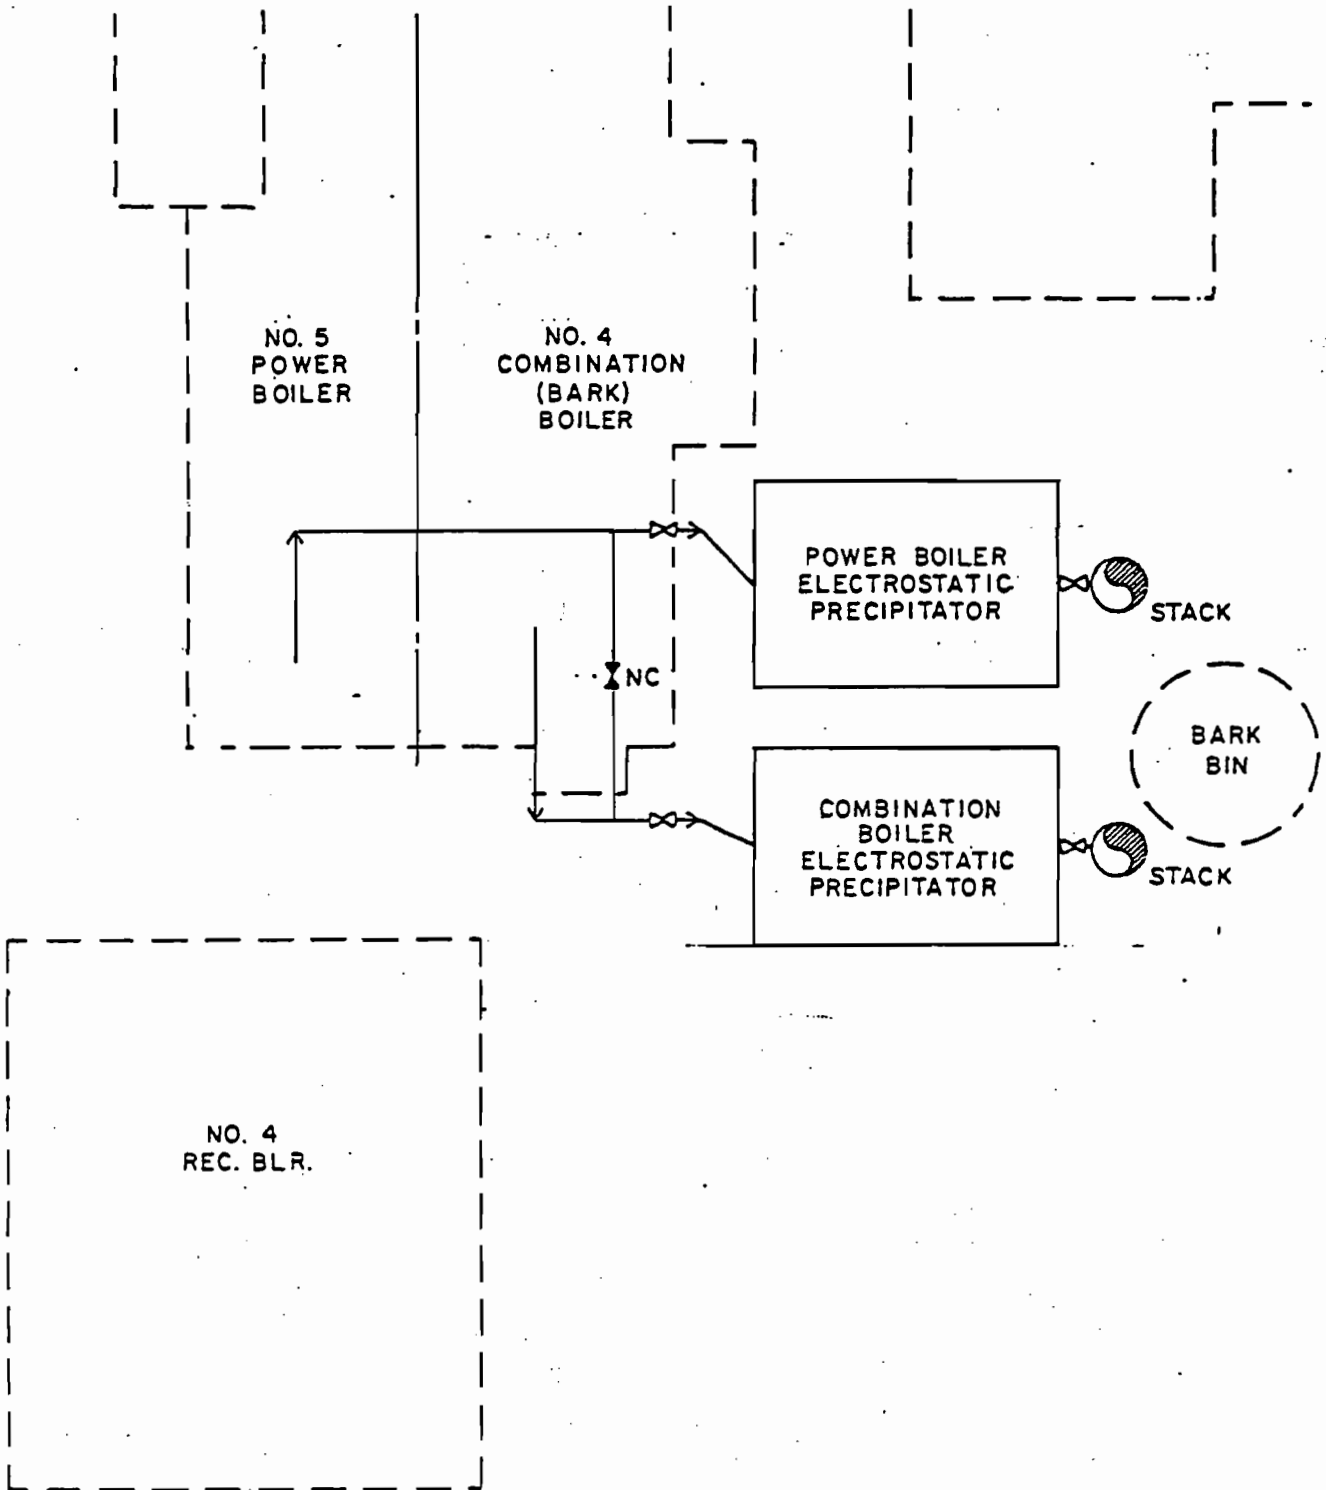 NO. 5
POWER
BOILER
NO. 4
COMBINATION
(BARK)
BOILER
POWER BOILER
ELECTROSTATIC
PRECIPITATOR
STACK
NC
BARK
BIN
COMBINATION
BOILER
ELECTROSTATIC
PRECIPITATOR
STACK
NO. 4
REC. BLR.